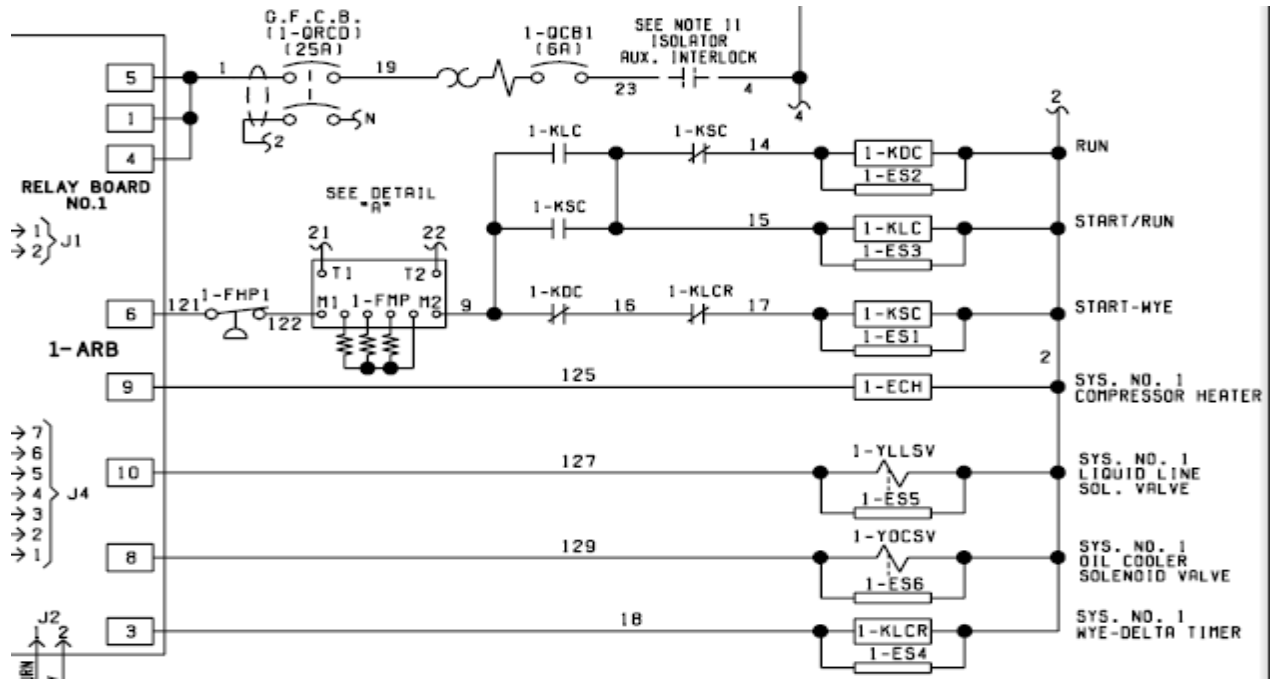 G.F.C.B.
(1-QRCD)
(25A)
1-QCB1
(6A)
SEE NOTE 11
ISOLATOR
AUX. INTERLOCK
5
1
19
23
4
4
1
N
2
4
2
RELAY BOARD
NO.1
1
2
J1
SEE DETAIL
"A"
21
22
T1
T2
M1
1-FMP
M2
9
1-KLC
1-KSC
14
1-KDC
1-ES2
RUN
1-KSC
15
1-KLC
1-ES3
START/RUN
6
121
1-FHP1
122
1-KDC
16
1-KLCR
17
1-KSC
1-ES1
START-WYE
2
1-ARB
9
125
1-ECH
SYS. NO. 1
COMPRESSOR HEATER
7
6
5
4
3
2
1
J4
10
127
1-YLLSV
1-ES5
SYS. NO. 1
LIQUID LINE
SOL. VALVE
8
129
1-YOCSV
1-ES6
SYS. NO. 1
OIL COOLER
SOLENOID VALVE
J2
1
2
3
18
1-KLCR
1-ES4
SYS. NO. 1
WYE-DELTA TIMER